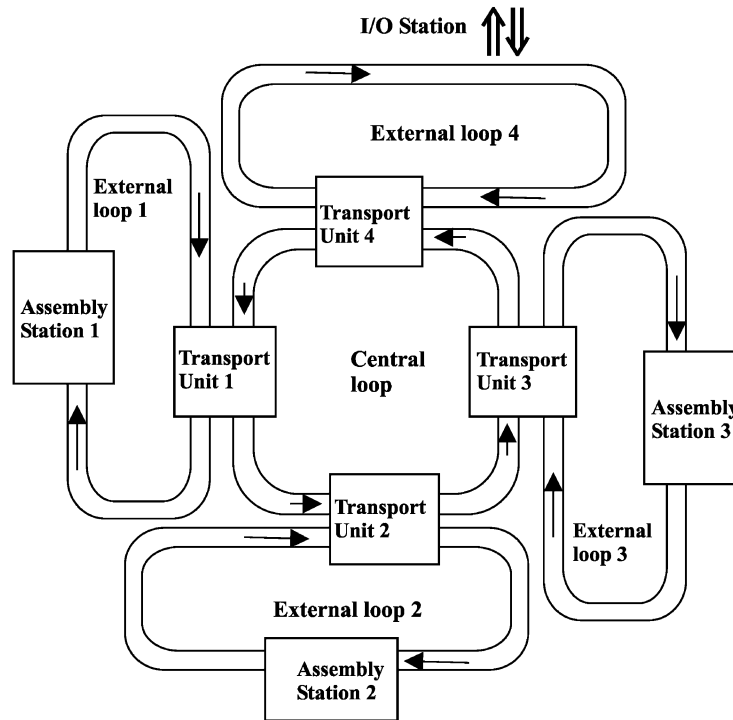 I/O Station
External loop 4
External
loop 1
Transport
Unit 4
Assembly
Station 1
Transport
Unit 1
Central
loop
Transport
Unit 3
Assembly
Station 3
Transport
Unit 2
External
loop 3
External loop 2
Assembly
Station 2